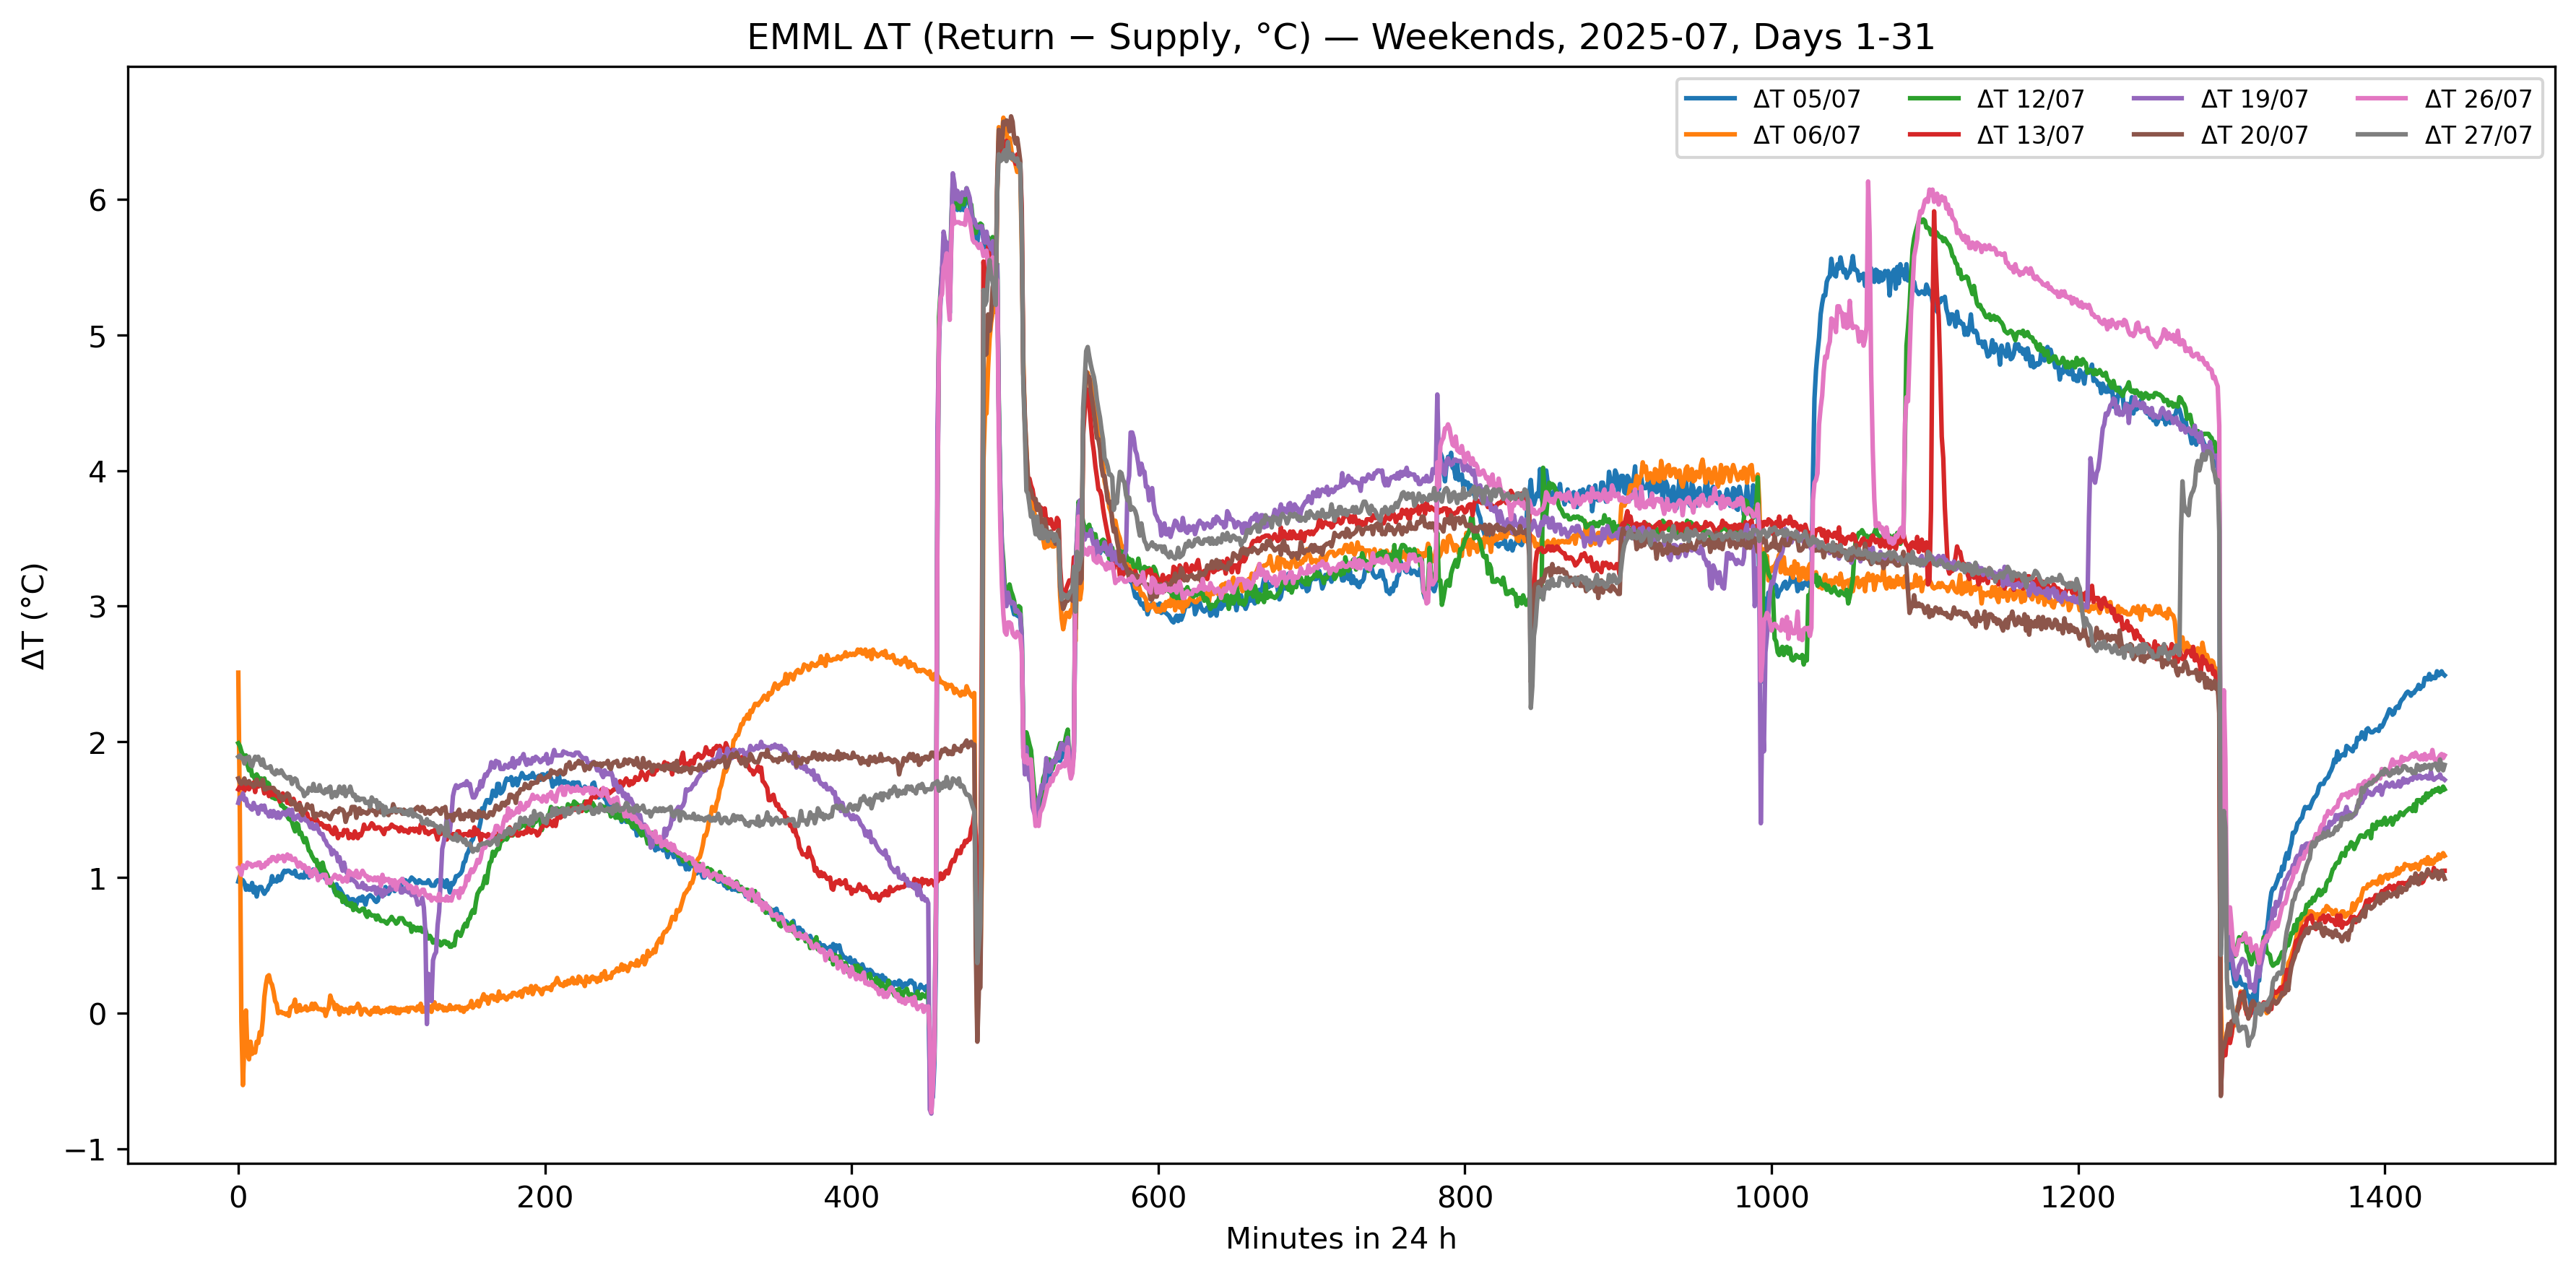 EMML ΔT (Return − Supply, °C) — Weekends, 2025-07, Days 1-31
ΔT 05/07 ΔT 12/07 ΔT 19/07 ΔT 26/07
ΔT 06/07 ΔT 13/07 ΔT 20/07 ΔT 27/07
ΔT (°C)
6
5
4
3
2
1
0
−1
0 200 400 600 800 1000 1200 1400
Minutes in 24 h